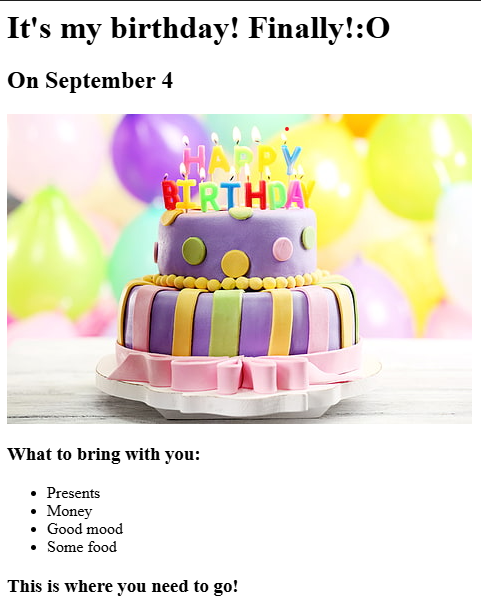 It's my birthday! Finally!:O
On September 4
HAPPY
BIRTHDAY
What to bring with you:
Presents
Money
Good mood
Some food
This is where you need to go!